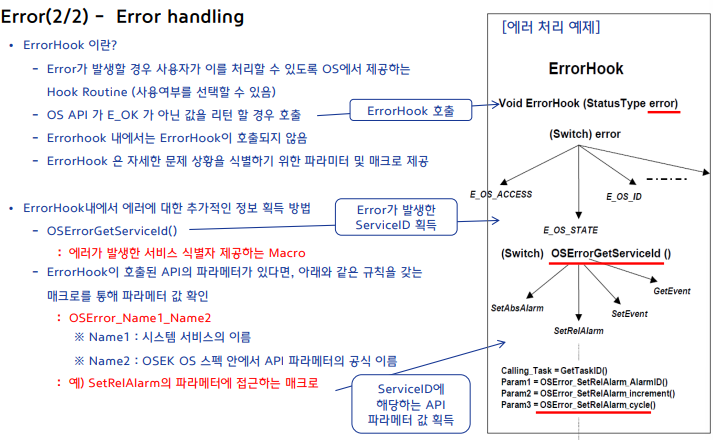 Error(2/2) - Error handling
• ErrorHook 이란?
– Error가 발생할 경우 사용자가 이를 처리할 수 있도록 OS에서 제공하는
Hook Routine (사용여부를 선택할 수 있음)
– OS API 가 E_OK 가 아닌 값을 리턴 할 경우 호출
– Errorhook 내에서는 ErrorHook이 호출되지 않음
– ErrorHook 은 자세한 문제 상황을 식별하기 위한 파라미터 및 매크로 제공
• ErrorHook내에서 에러에 대한 추가적인 정보 획득 방법
– OSErrorGetServiceId()
: 에러가 발생한 서비스 식별자 제공하는 Macro
– ErrorHook이 호출된 API의 파라미터가 있다면, 아래와 같은 규칙을 갖는
매크로를 통해 파라미터 값 확인
: OSError_Name1_Name2
※ Name1 : 시스템 서비스의 이름
※ Name2 : OSEK OS 스펙 안에서 API 파라미터의 공식 이름
: 예) SetRelAlarm의 파라메터에 접근하는 매크로
ErrorHook 호출
Error가 발생한
ServiceID 획득
ServiceID에
해당하는 API
파라메터 값 획득
[에러 처리 예제]
ErrorHook
Void ErrorHook (StatusType error)
(Switch) error
E_OS_ACCESS
E_OS_ID
E_OS_STATE
(Switch) OSErrorGetServiceId ()
GetEvent
SetAbsAlarm
SetEvent
SetRelAlarm
Calling_Task = GetTaskID()
Param1 = OSError_SetRelAlarm_AlarmID()
Param2 = OSError_SetRelAlarm_increment()
Param3 = OSError_SetRelAlarm_cycle()